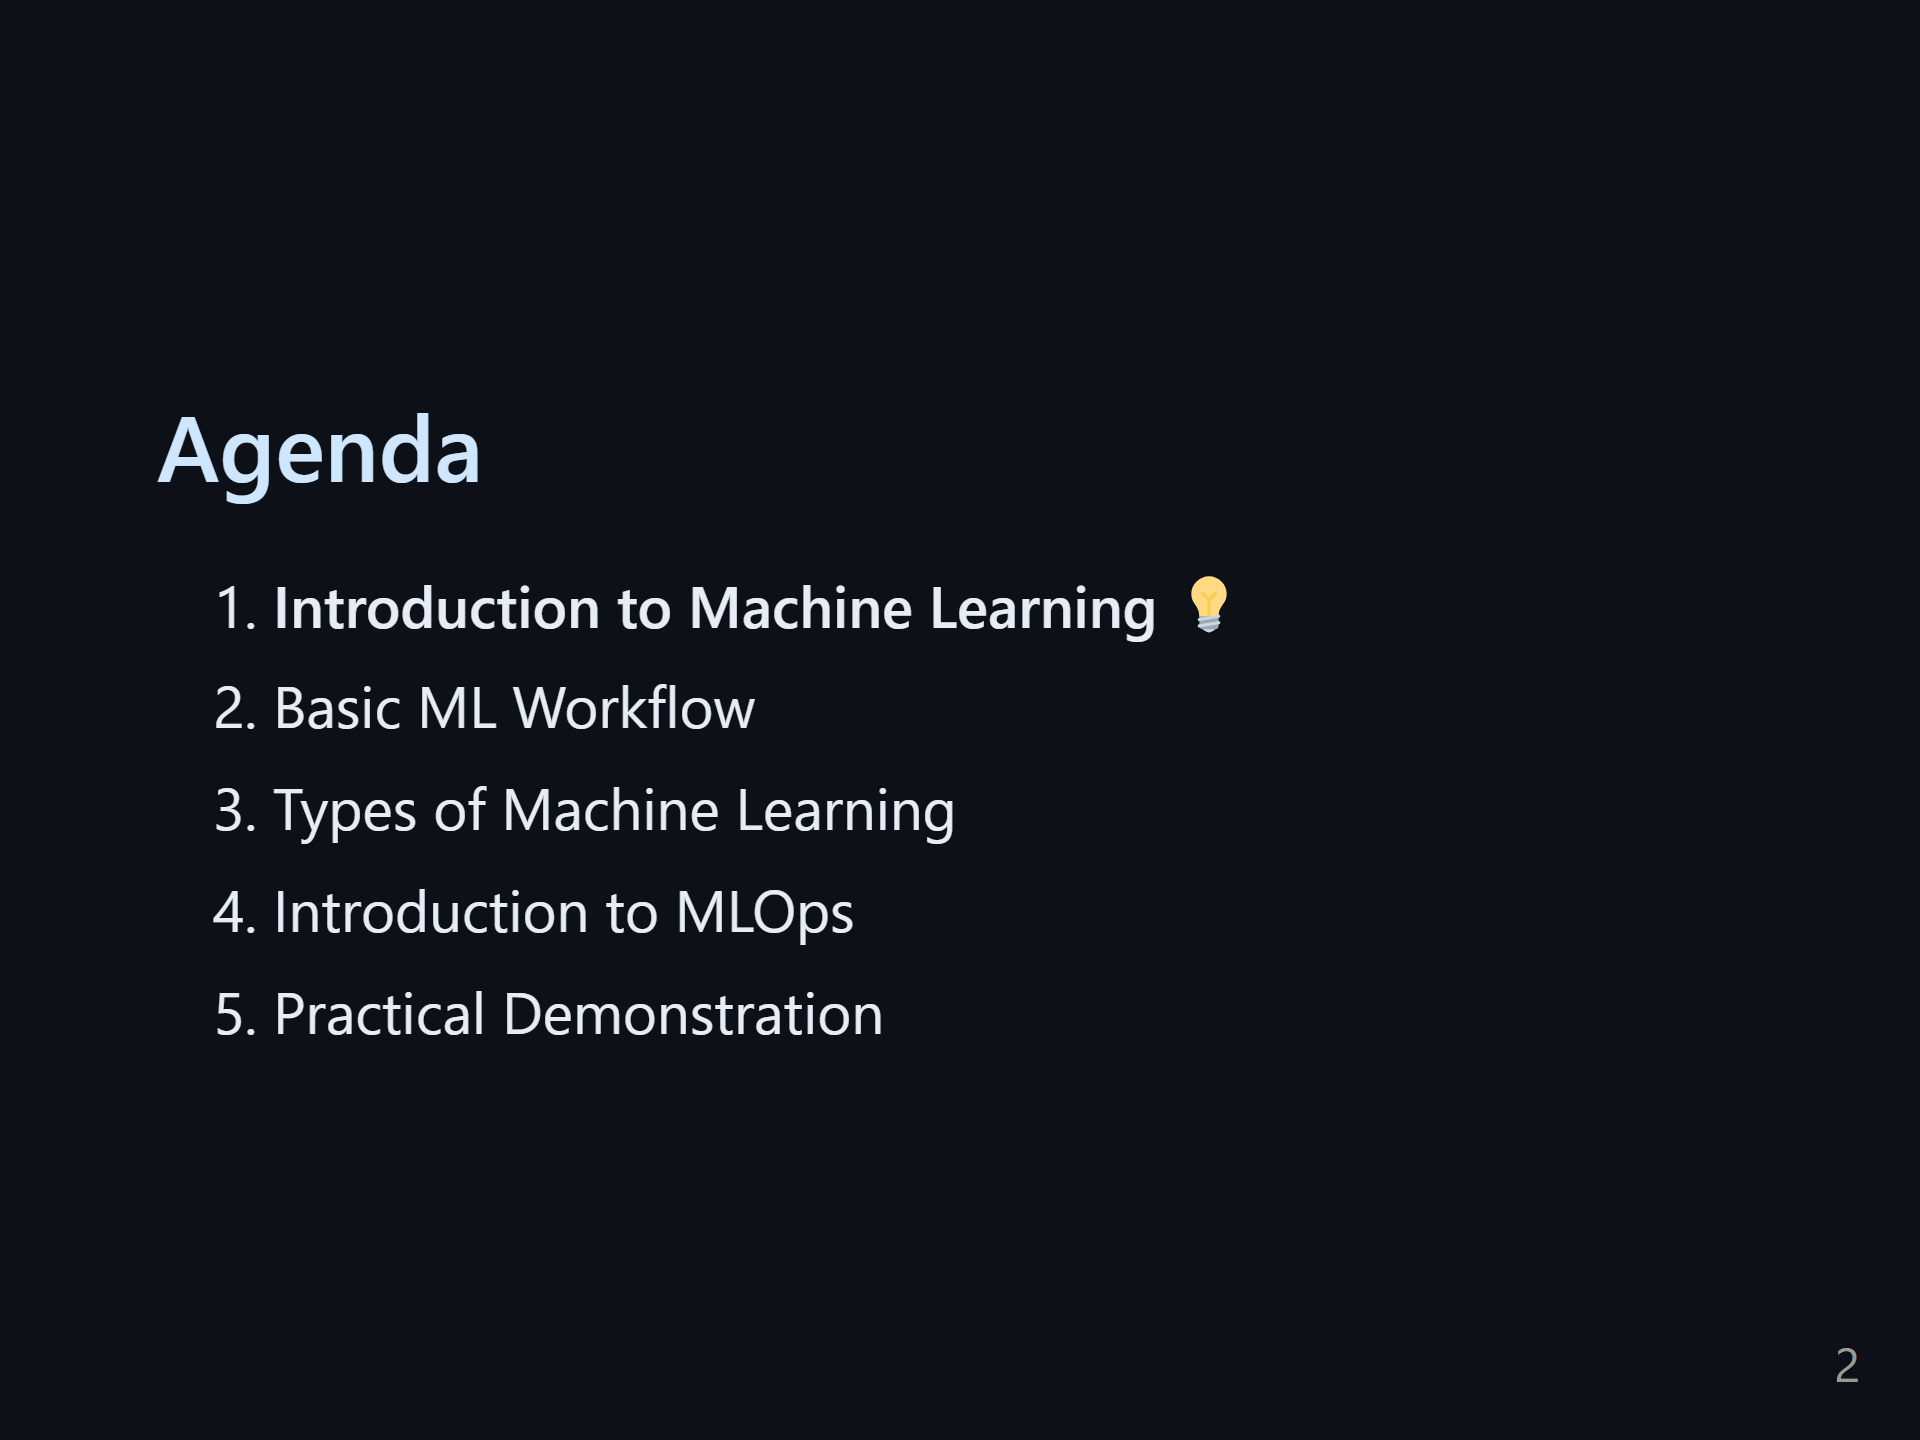 Agenda
1. Introduction to Machine Learning 💡
2. Basic ML Workflow
3. Types of Machine Learning
4. Introduction to MLOps
5. Practical Demonstration
2